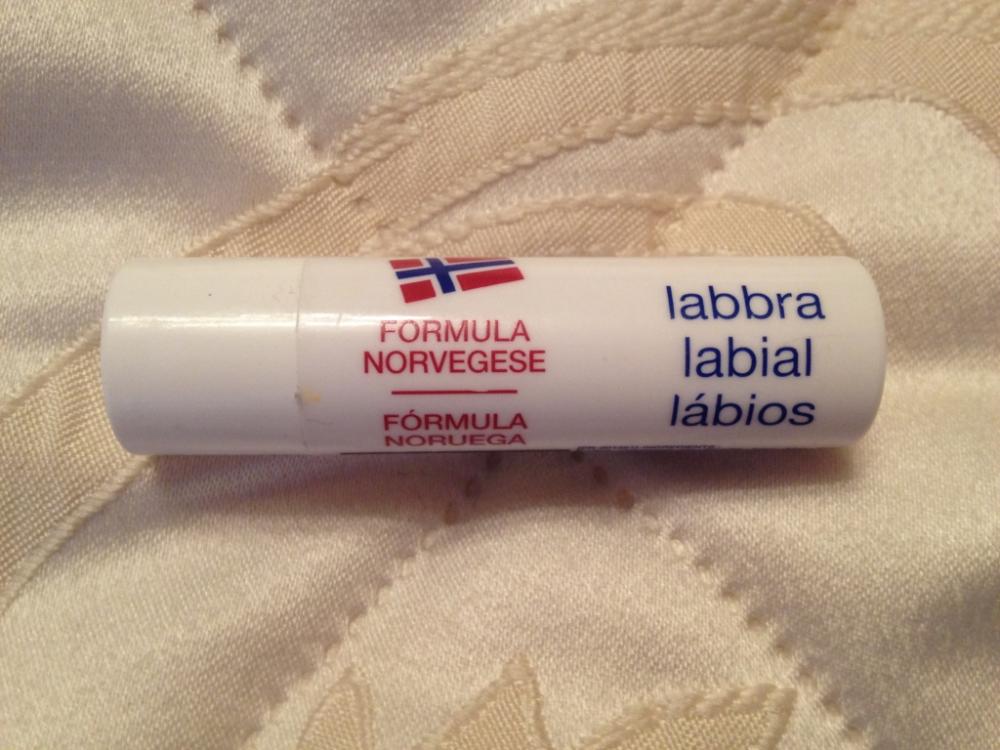 FORMULA
NORVEGESE
FÓRMULA
NORUEGA
labbra
labial
lábios